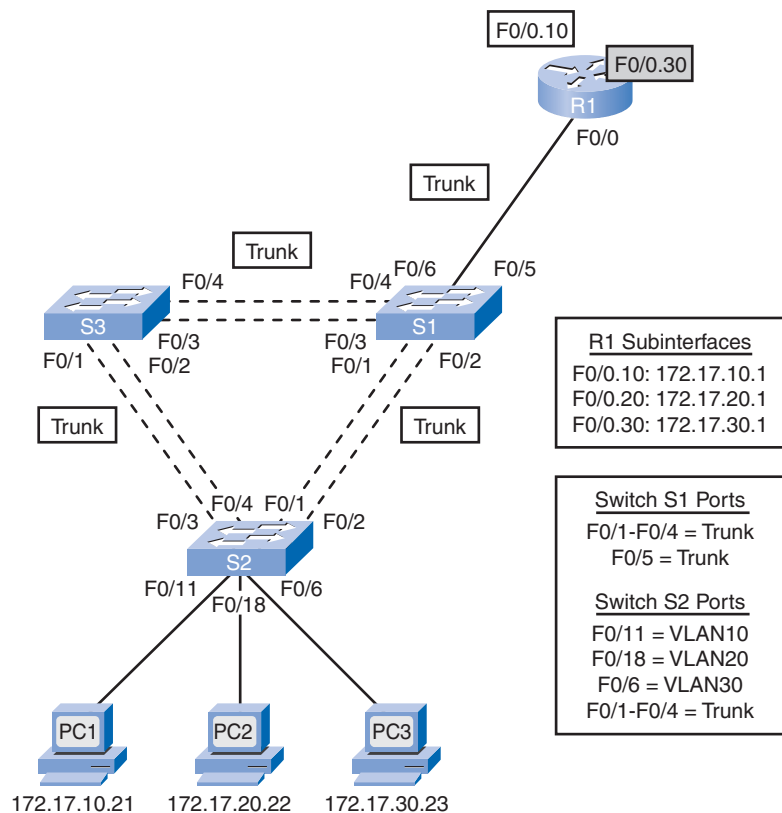 F0/0.10
F0/0.30
R1
F0/0
Trunk
Trunk
F0/4
F0/4
F0/6
F0/5
S3
S1
F0/3
F0/3
F0/1
F0/2
F0/1
F0/2
Trunk
Trunk
F0/4
F0/1
F0/3
F0/2
S2
F0/11
F0/18
F0/6
PC1
PC2
PC3
172.17.10.21
172.17.20.22
172.17.30.23
R1 Subinterfaces
F0/0.10: 172.17.10.1
F0/0.20: 172.17.20.1
F0/0.30: 172.17.30.1
Switch S1 Ports
F0/1-F0/4 = Trunk
F0/5 = Trunk
Switch S2 Ports
F0/11 = VLAN10
F0/18 = VLAN20
F0/6 = VLAN30
F0/1-F0/4 = Trunk